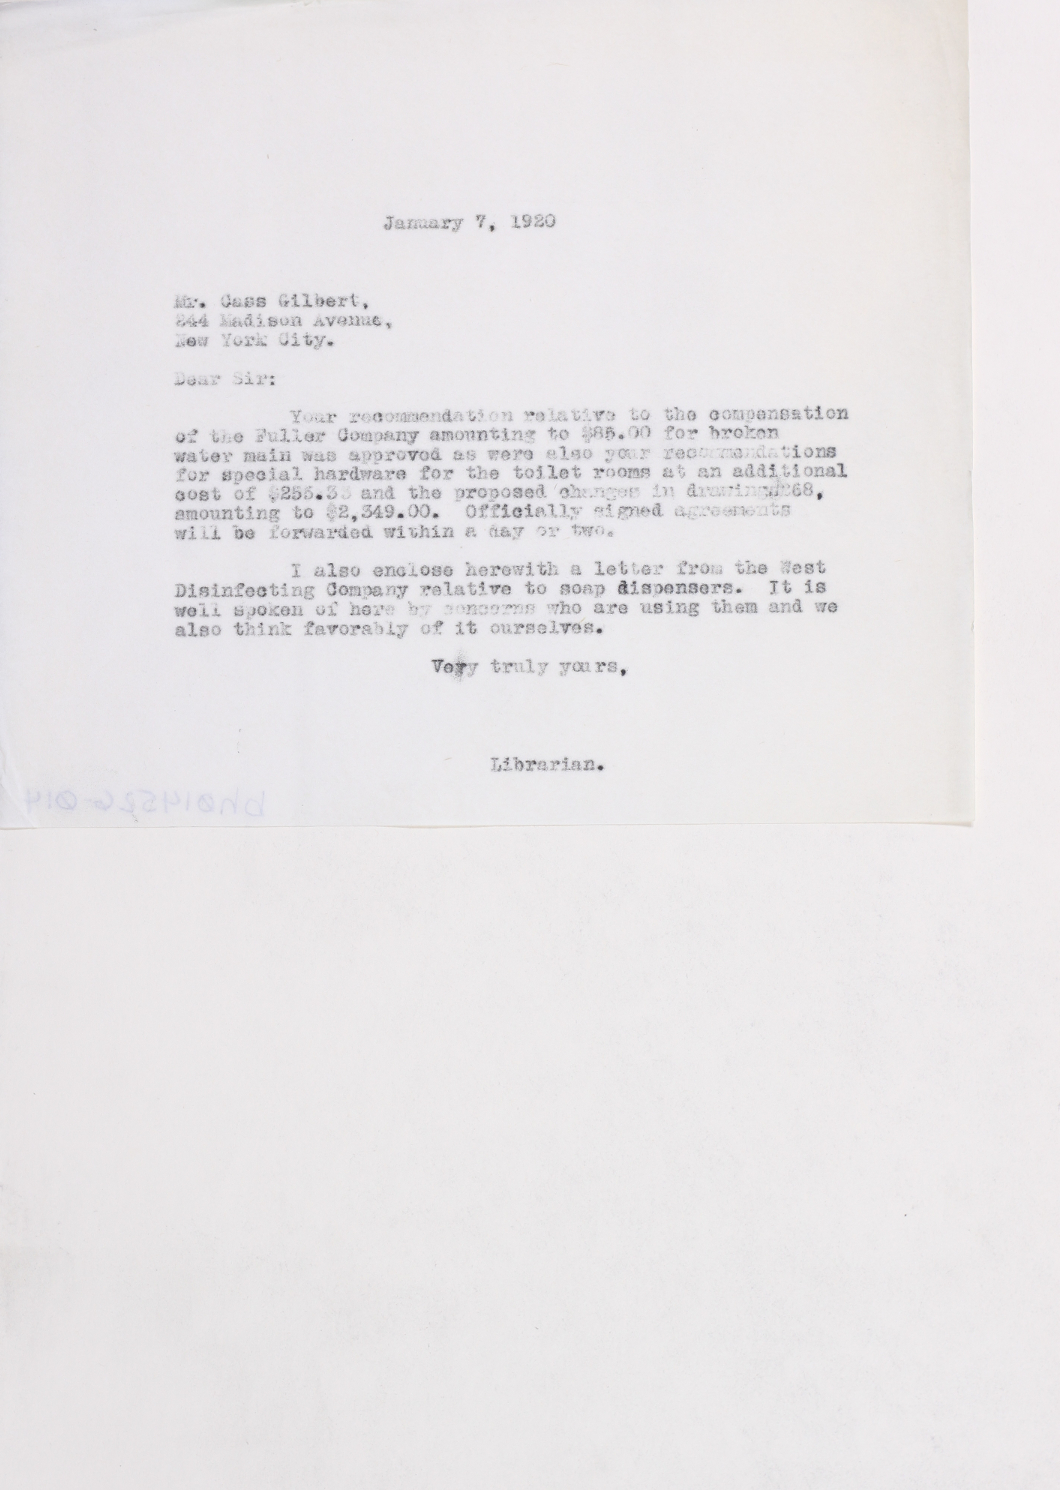 January 7, 1920
Mr. Cass Gilbert,
244 Madison Avenue,
New York City.
Dear Sir:
Your recommendation relative to the compensation
of the Fuller Company amounting to $85.00 for broken
water main was approved as were also your recommendations
for special hardware for the toilet rooms at an additional
cost of and the proposed changes in drawing#268,
amounting to $2,349.00. Officially signed agreements
will be forwarded within a day or two.
I also enclose herewith a letter from the West
Disinfecting Company relative to soap dispensers. It is
well spoken of here by concerns who are using them and we
also think favorably of it ourselves.
Very truly yours,
Librarian.
bh014526-014